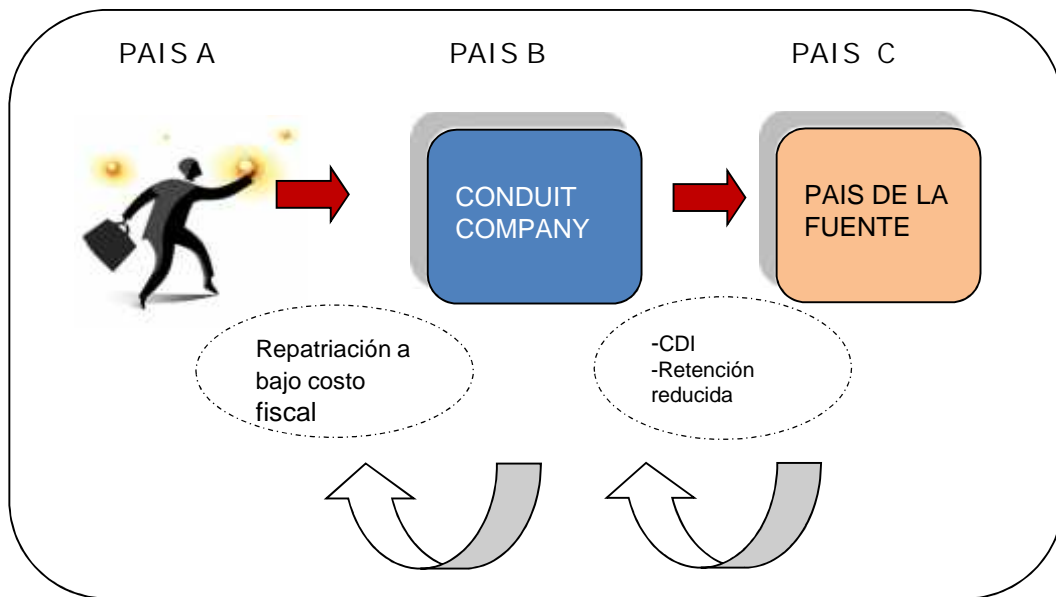 PAIS A
PAIS B
PAIS C
CONDUIT
COMPANY
PAIS DE LA
FUENTE
Repatriación a
bajo costo
fiscal
-CDI
-Retención
reducida